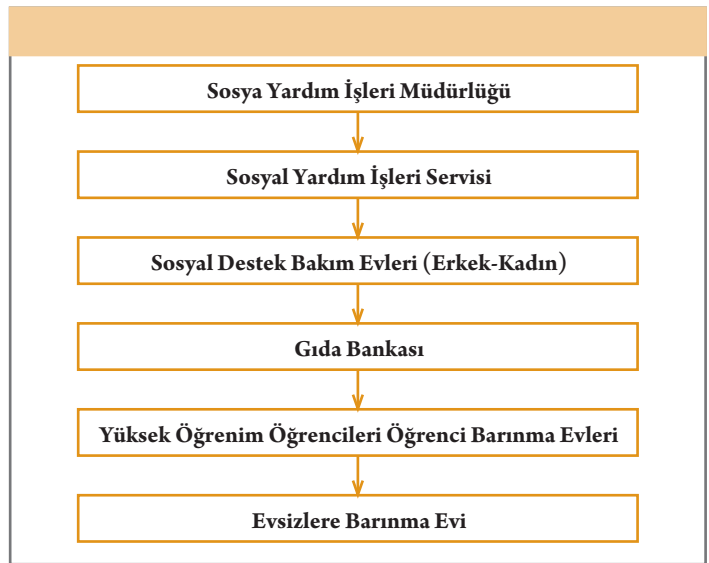 Sosya Yardım İşleri Müdürlüğü
Sosyal Yardım İşleri Servisi
Sosyal Destek Bakım Evleri (Erkek-Kadın)
Gıda Bankası
Yüksek Öğrenim Öğrencileri Öğrenci Barınma Evleri
Evsizlere Barınma Evi